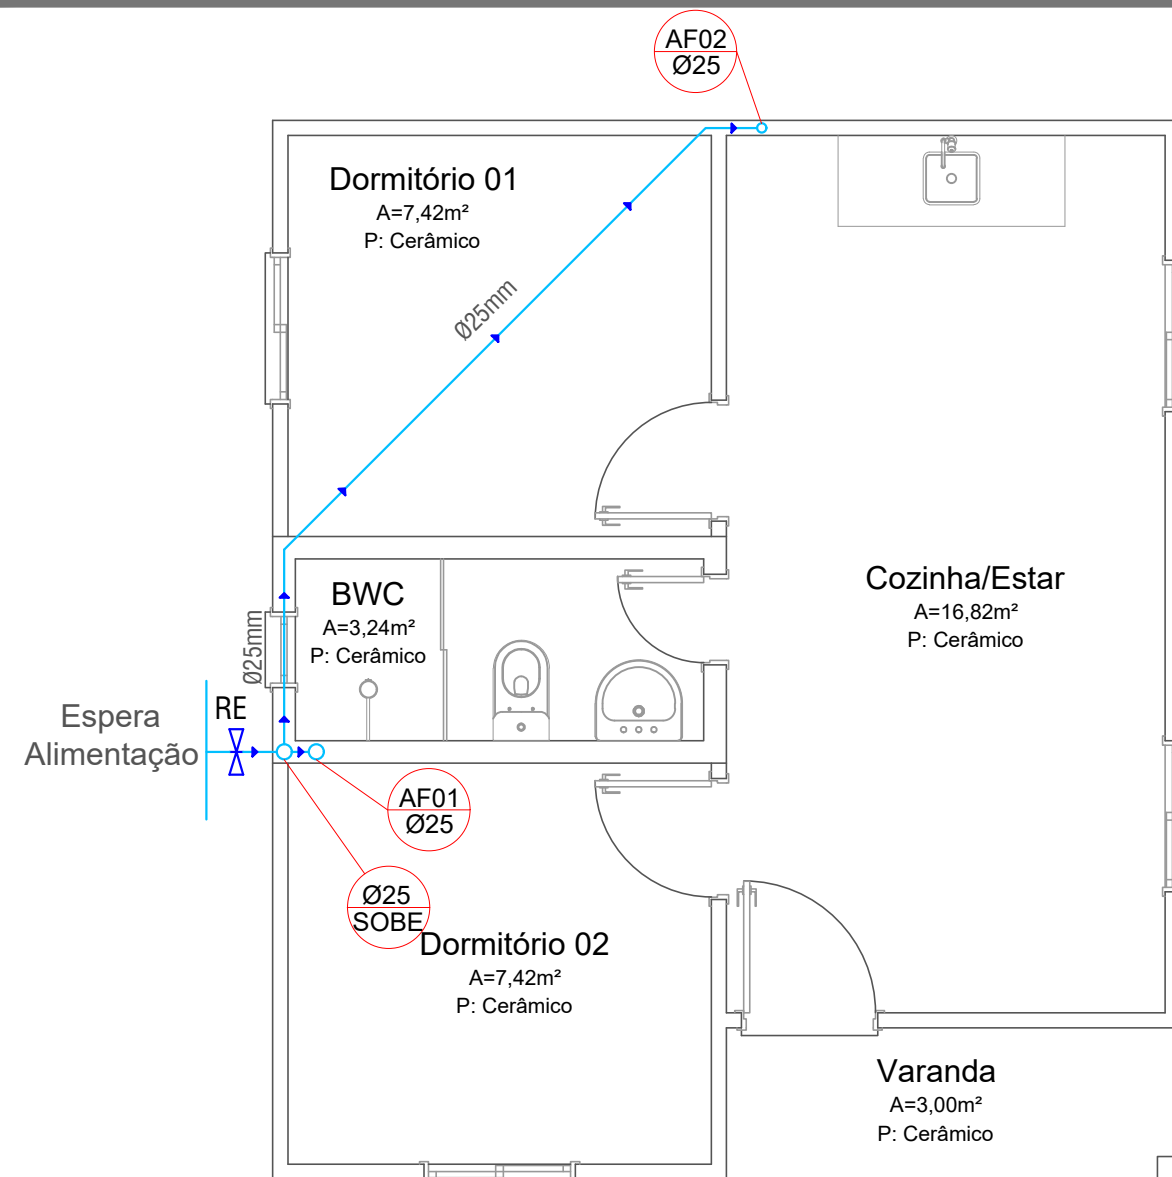 AF02
Ø25
Dormitório 01
A=7,42m²
P: Cerâmico
Ø25mm
Cozinha/Estar
A=16,82m²
P: Cerâmico
BWC
A=3,24m²
P: Cerâmico
Ø25mm
RE
Espera
Alimentação
AF01
Ø25
Ø25
SOBE
Dormitório 02
A=7,42m²
P: Cerâmico
Varanda
A=3,00m²
P: Cerâmico